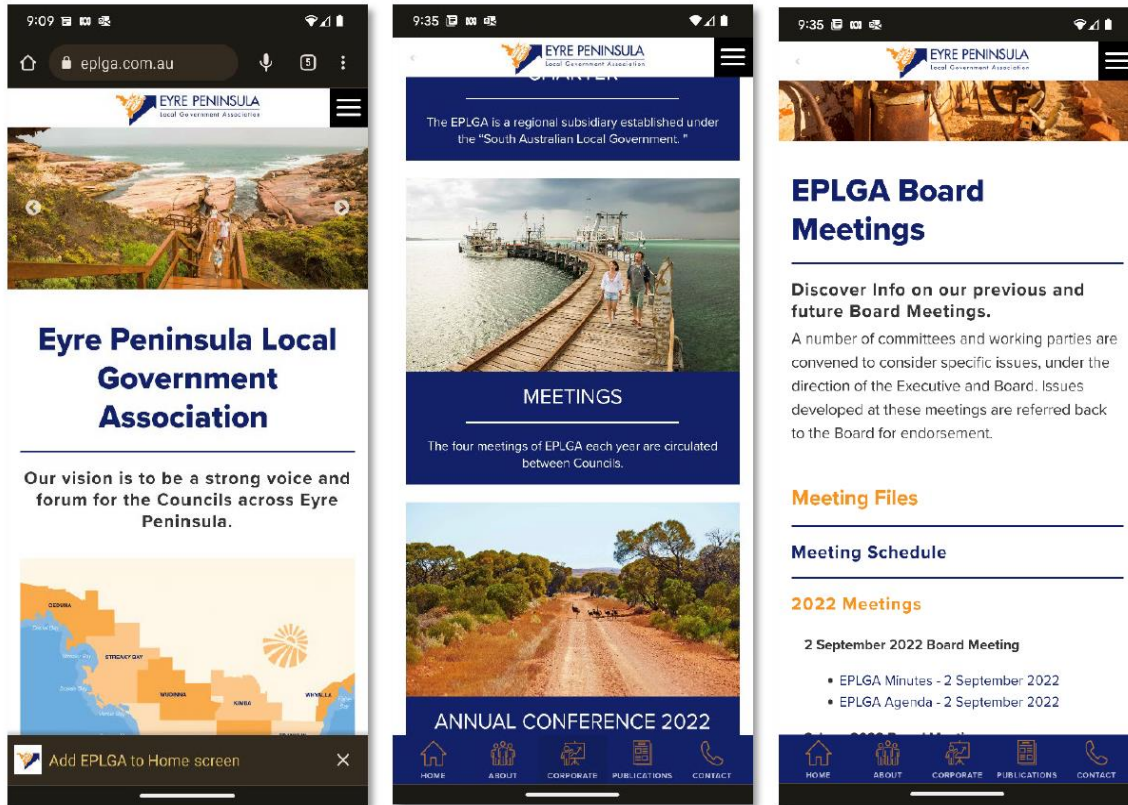 9:09
eplga.com.au
5
EYRE PENINSULA
Local Government Association
Eyre Peninsula Local
Government
Association
Our vision is to be a strong voice and
forum for the Councils across Eyre
Peninsula.
CEDUNA
STREAKY BAY
WUDINNA
KIMBA
WHYALLA
Add EPLGA to Home screen
9:35
EYRE PENINSULA
Local Government Association
CHARTER
The EPLGA is a regional subsidiary established under
the "South Australian Local Government. "
MEETINGS
The four meetings of EPLGA each year are circulated
between Councils.
ANNUAL CONFERENCE 2022
HOME ABOUT CORPORATE PUBLICATIONS CONTACT
9:35
EYRE PENINSULA
Local Government Association
EPLGA Board
Meetings
Discover Info on our previous and
future Board Meetings.
A number of committees and working parties are
convened to consider specific issues, under the
direction of the Executive and Board. Issues
developed at these meetings are referred back
to the Board for endorsement.
Meeting Files
Meeting Schedule
2022 Meetings
2 September 2022 Board Meeting
• EPLGA Minutes - 2 September 2022
• EPLGA Agenda - 2 September 2022
HOME ABOUT CORPORATE PUBLICATIONS CONTACT